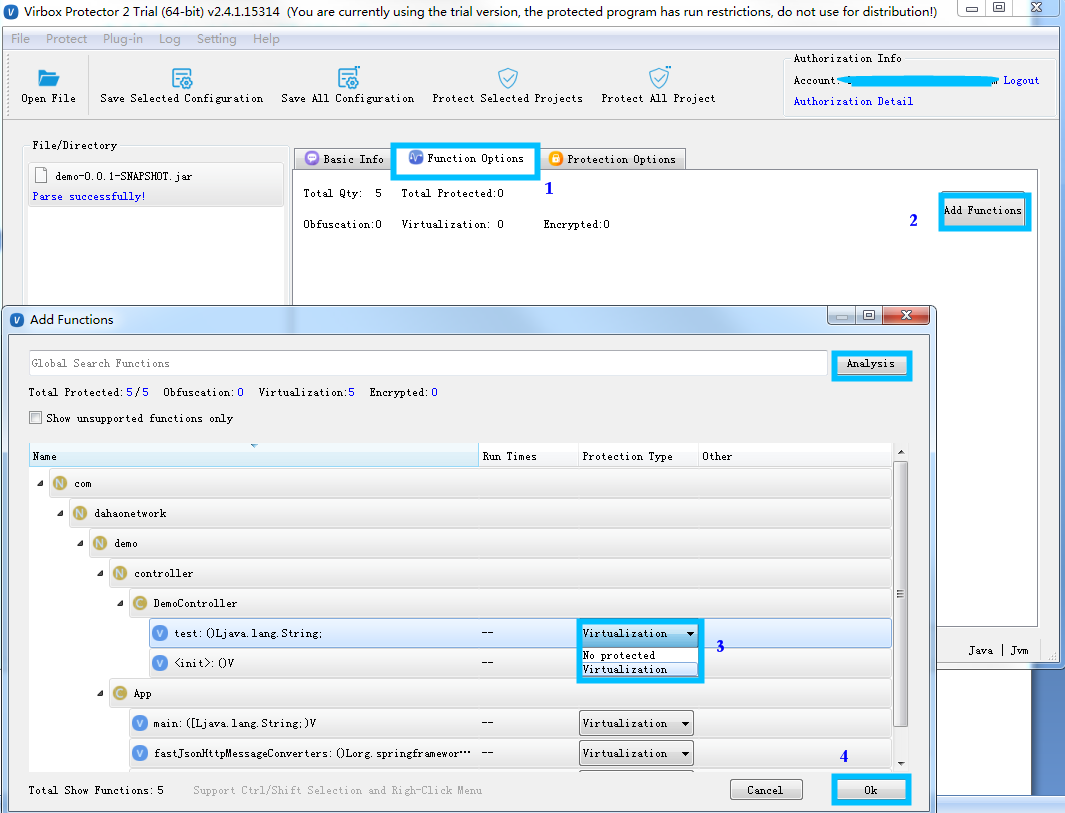 Virbox Protector 2 Trial (64-bit) v2.4.1.15314 (You are currently using the trial version, the protected program has run restrictions, do not use for distribution!)
File Protect Plug-in Log Setting Help
Open File Save Selected Configuration Save All Configuration Protect Selected Projects Protect All Project
Authorization Info
Account: Logout
Authorization Detail
File/Directory
demo-0.0.1-SNAPSHOT.jar
Parse successfully!
Basic Info Function Options Protection Options
1
Total Qty: 5 Total Protected:0
Obfuscation:0 Virtualization: 0 Encrypted:0
2
Add Functions
Add Functions
Global Search Functions
Analysis
Total Protected:5/5 Obfuscation:0 Virtualization:5 Encrypted:0
Show unsupported functions only
Name Run Times Protection Type Other
N com
N dahaonetwork
N demo
N controller
C DemoController
V test:()Ljava.lang.String; -- Virtualization
3
No protected
Virtualization
V <init>:()V --
C App
V main:([Ljava.lang.String;)V -- Virtualization
V fastJsonHttpMessageConverters:()Lorg.springframewor··· -- Virtualization
4
Total Show Functions: 5 Support Ctrl/Shift Selection and Righ-Click Menu Cancel Ok
Java | Jvm